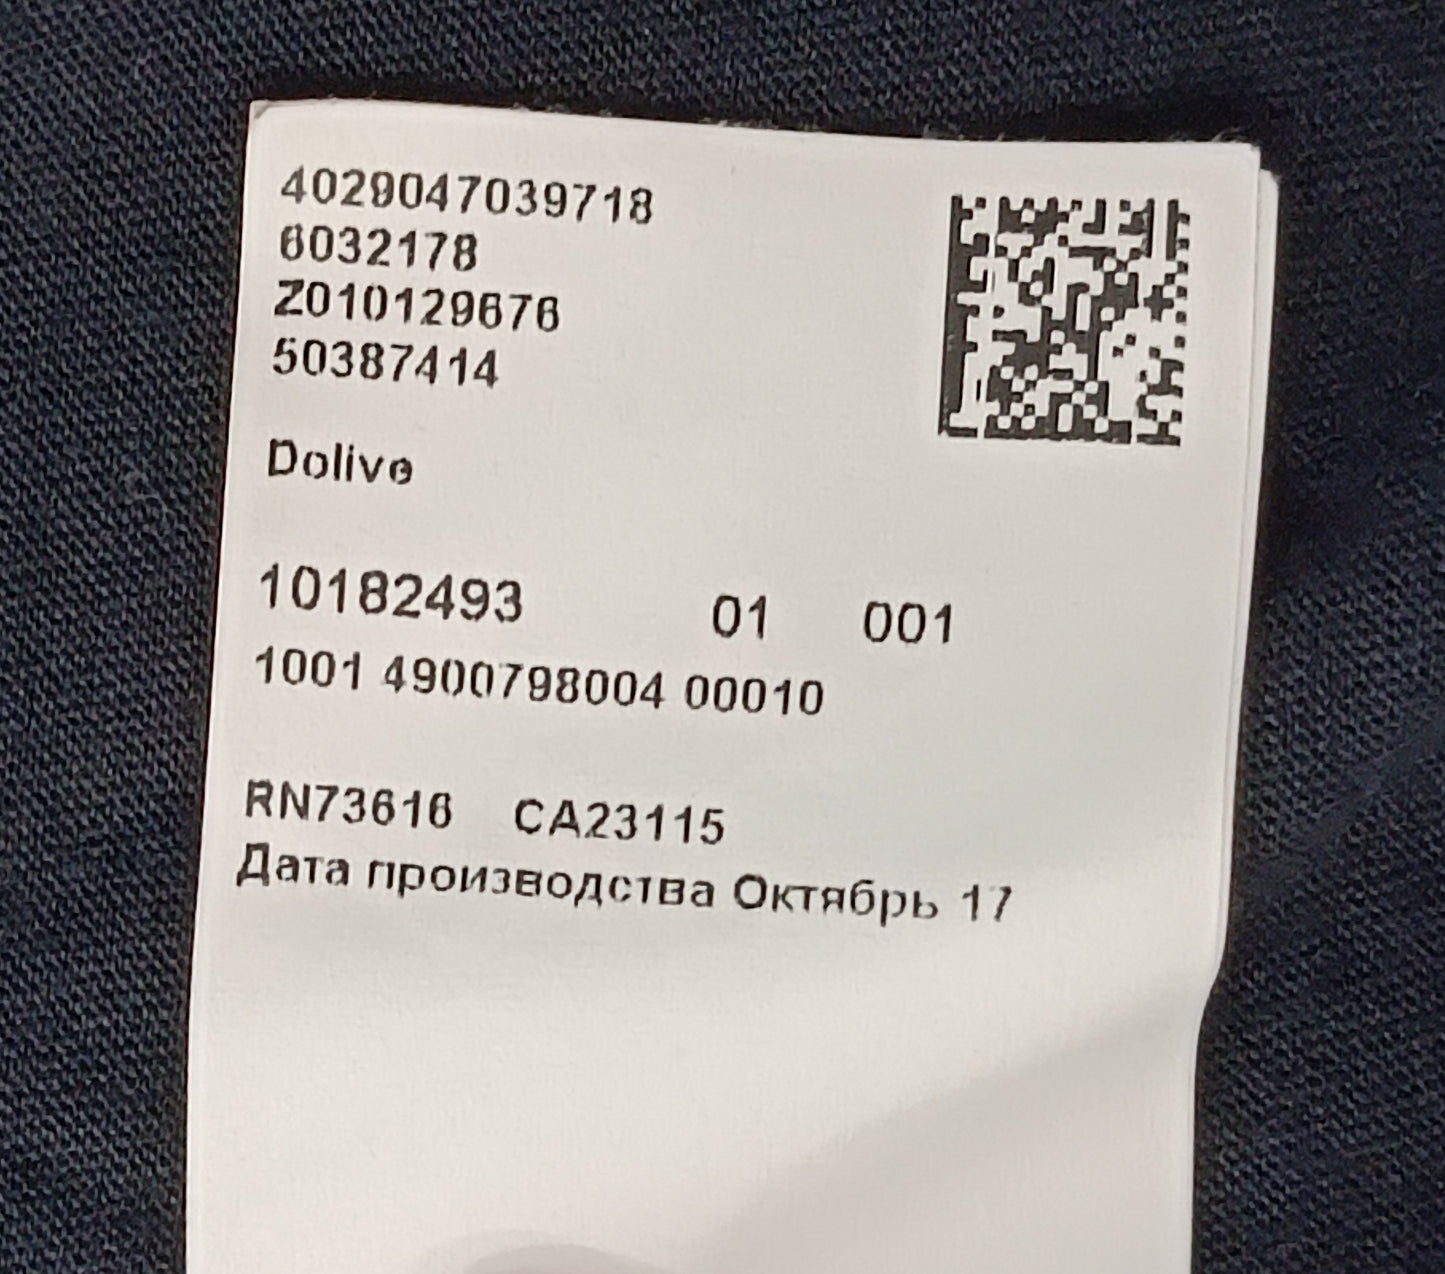 4029047039718
6032178
Z010129676
50387414
Dolive
10182493 01 001
1001 4900798004 00010
RN73616 CA23115
Дата производства Октябрь 17